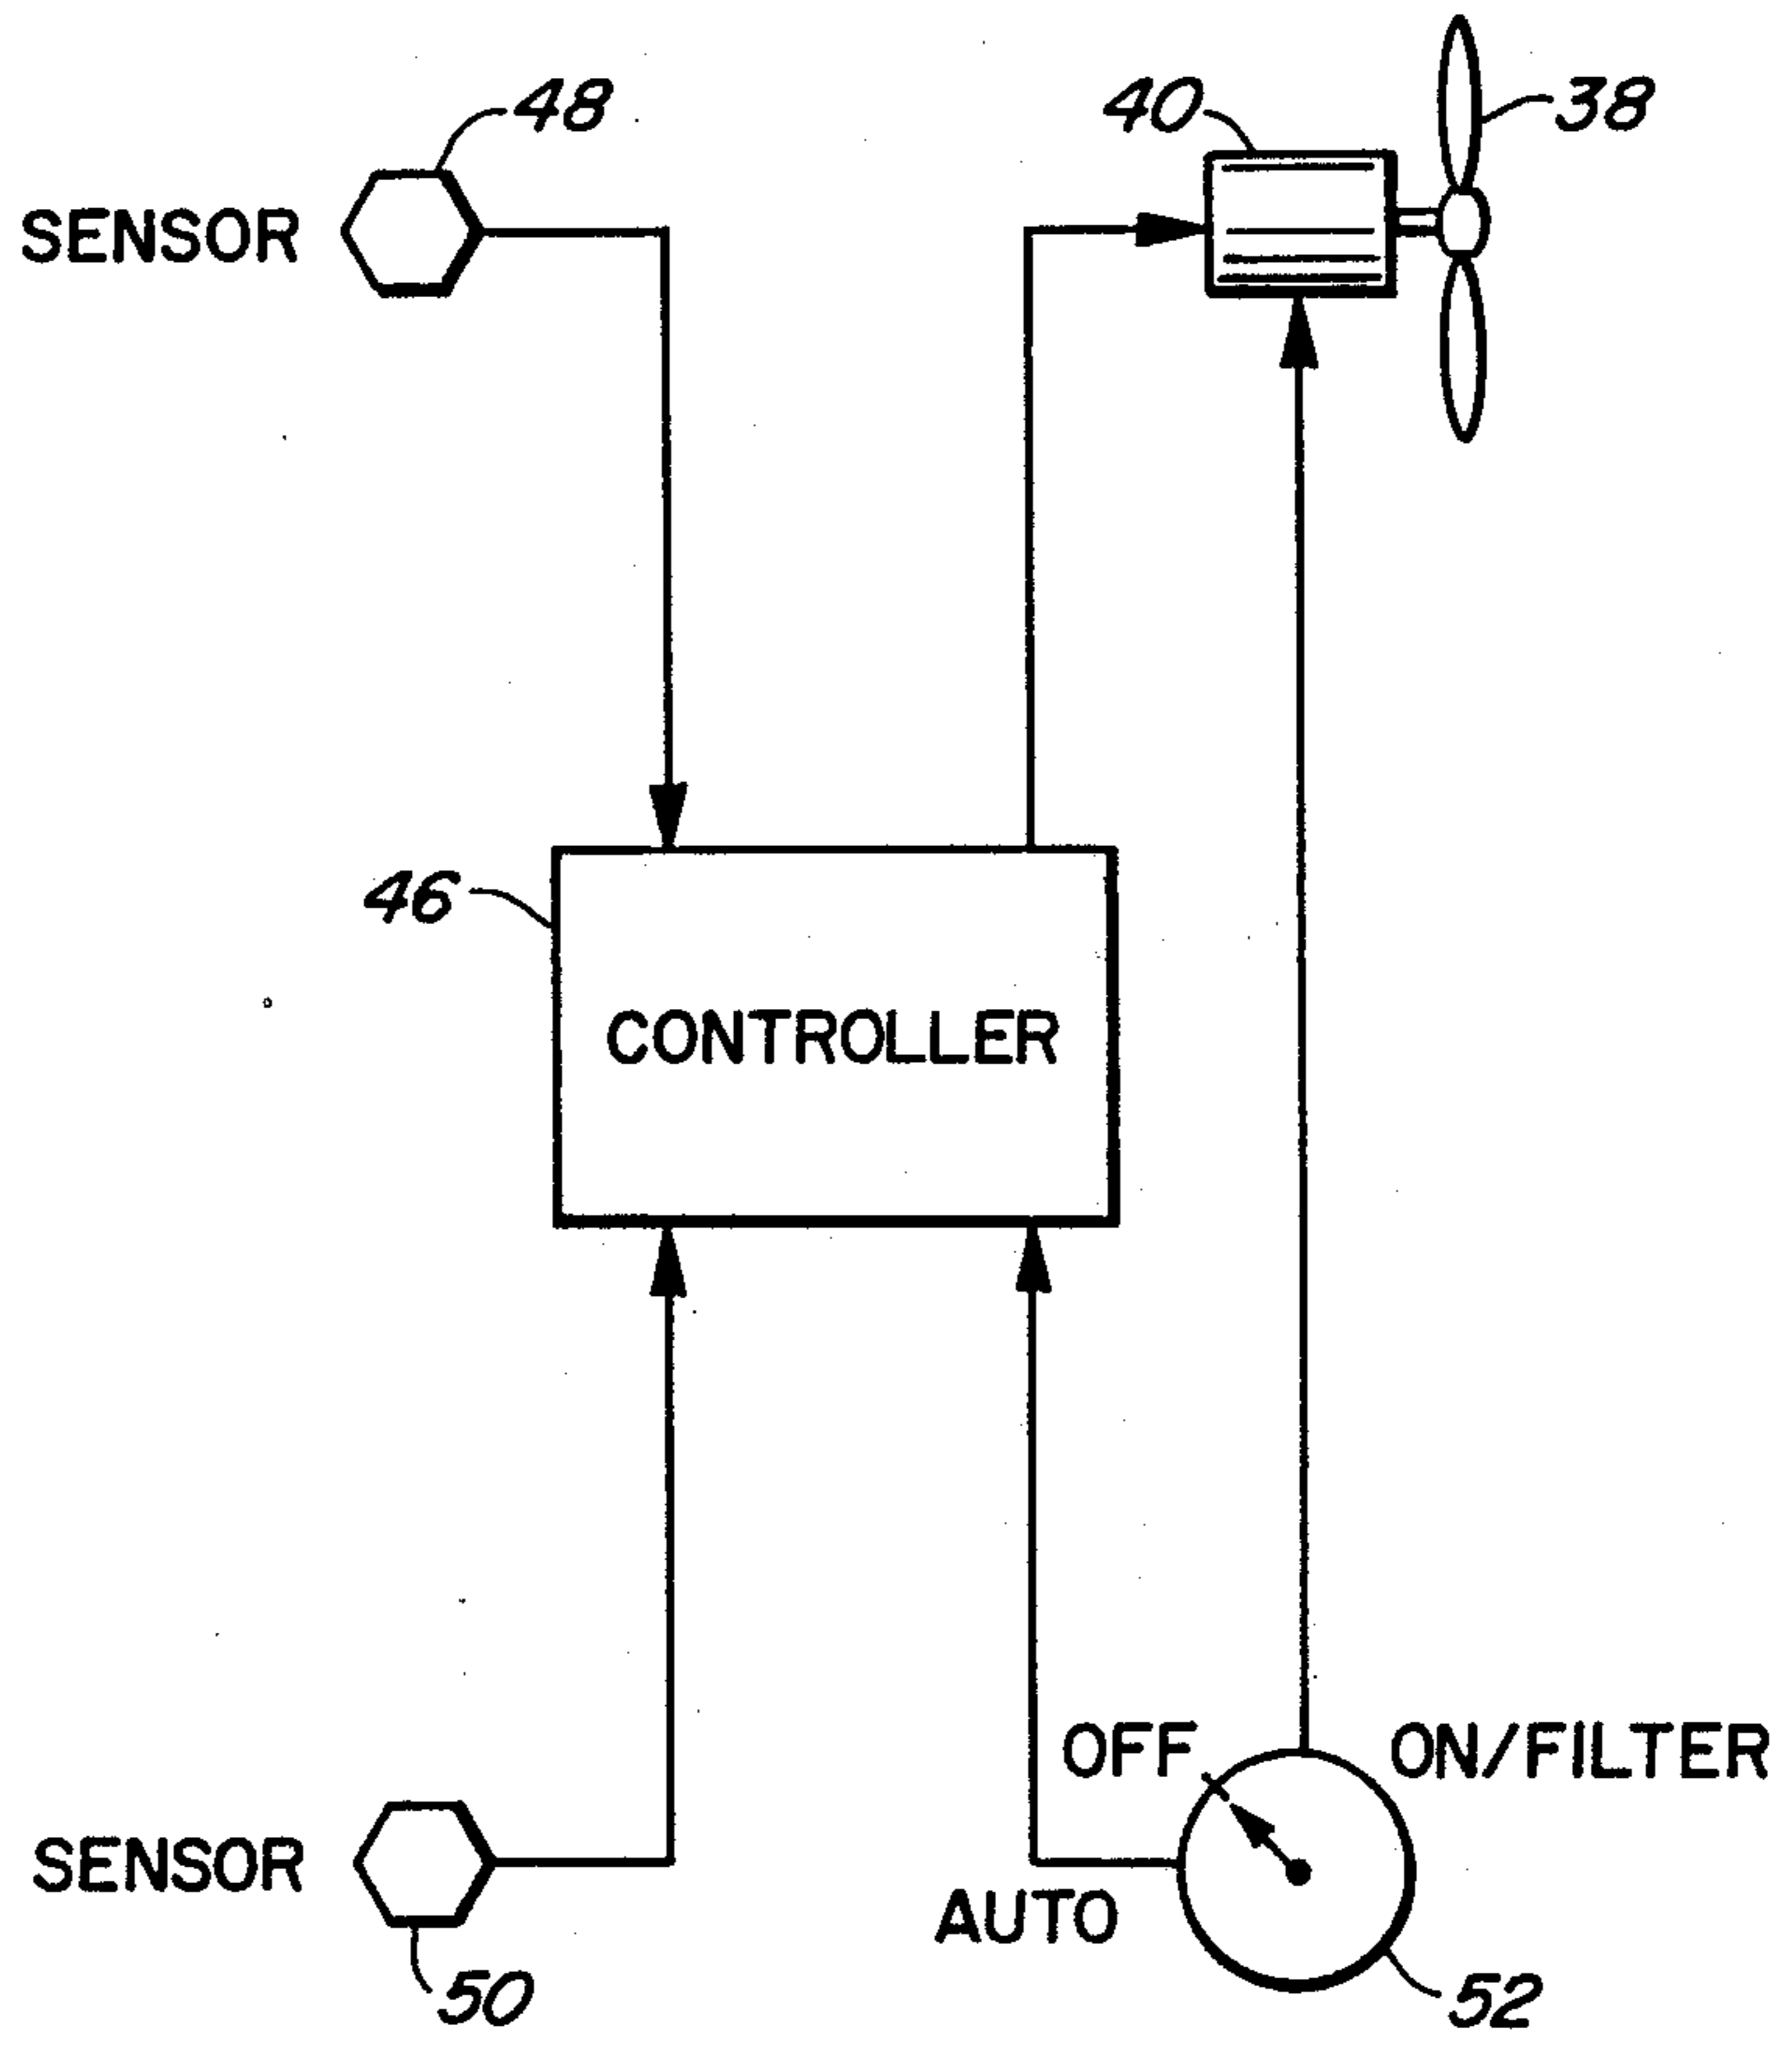 48
40
38
SENSOR
46
CONTROLLER
OFF
ON/FILTER
SENSOR
AUTO
50
52